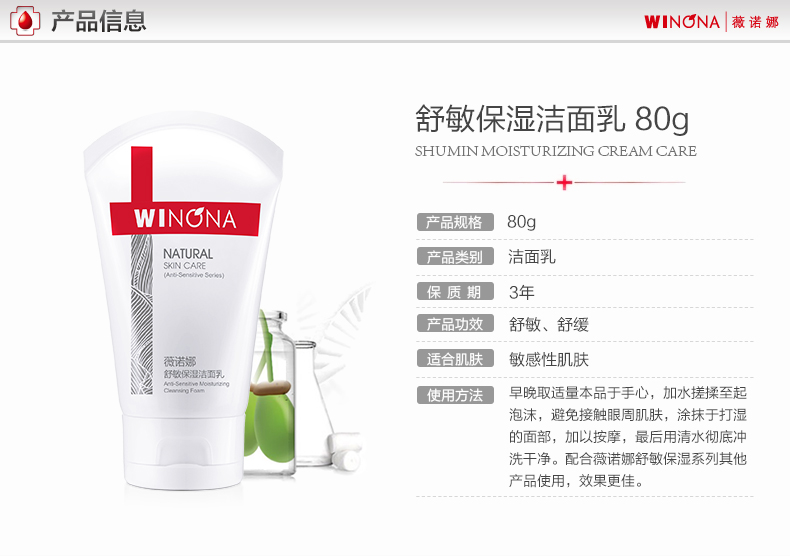 产品信息
WINONA 薇诺娜
WINONA
NATURAL
SKIN CARE
(Anti-Sensitive Series)
薇诺娜
舒敏保湿洁面乳
Anti-Sensitive Moisturizing
Cleansing Foam
舒敏保湿洁面乳 80g
SHUMIN MOISTURIZING CREAM CARE
产品规格 80g
产品类别 洁面乳
保质期 3年
产品功效 舒敏、舒缓
适合肌肤 敏感性肌肤
使用方法 早晚取适量本品于手心，加水搓揉至起
泡沫，避免接触眼周肌肤，涂抹于打湿
的面部，加以按摩，最后用清水彻底冲
洗干净。配合薇诺娜舒敏保湿系列其他
产品使用，效果更佳。